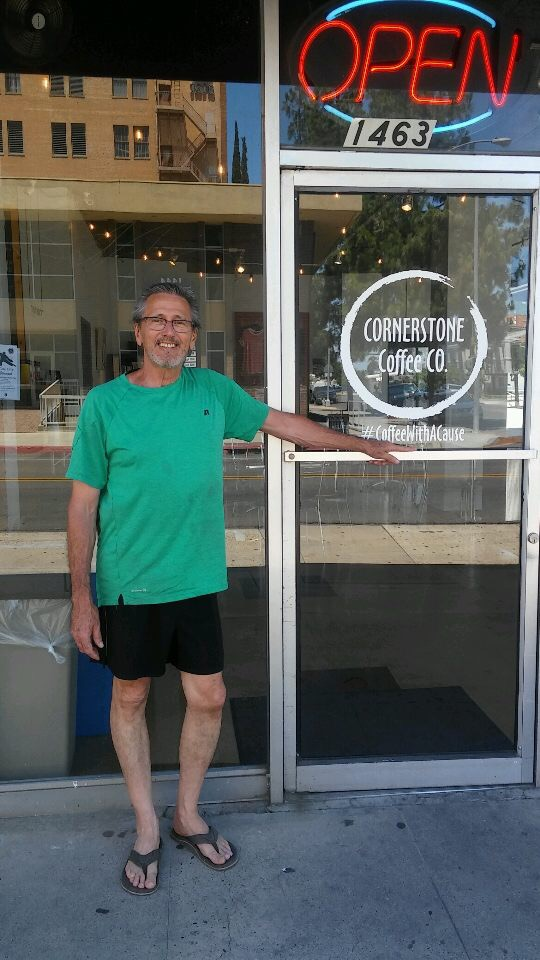 OPEN
1463
CORNERSTONE
Coffee CO.
#CoffeeWithACause